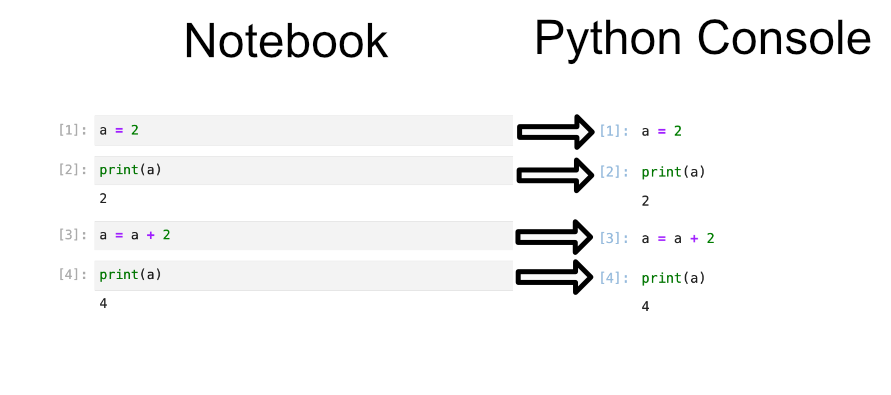 Notebook
Python Console
[1]: a = 2
[2]: print(a)
2
[3]: a = a + 2
[4]: print(a)
4
[1]: a = 2
[2]: print(a)
2
[3]: a = a + 2
[4]: print(a)
4